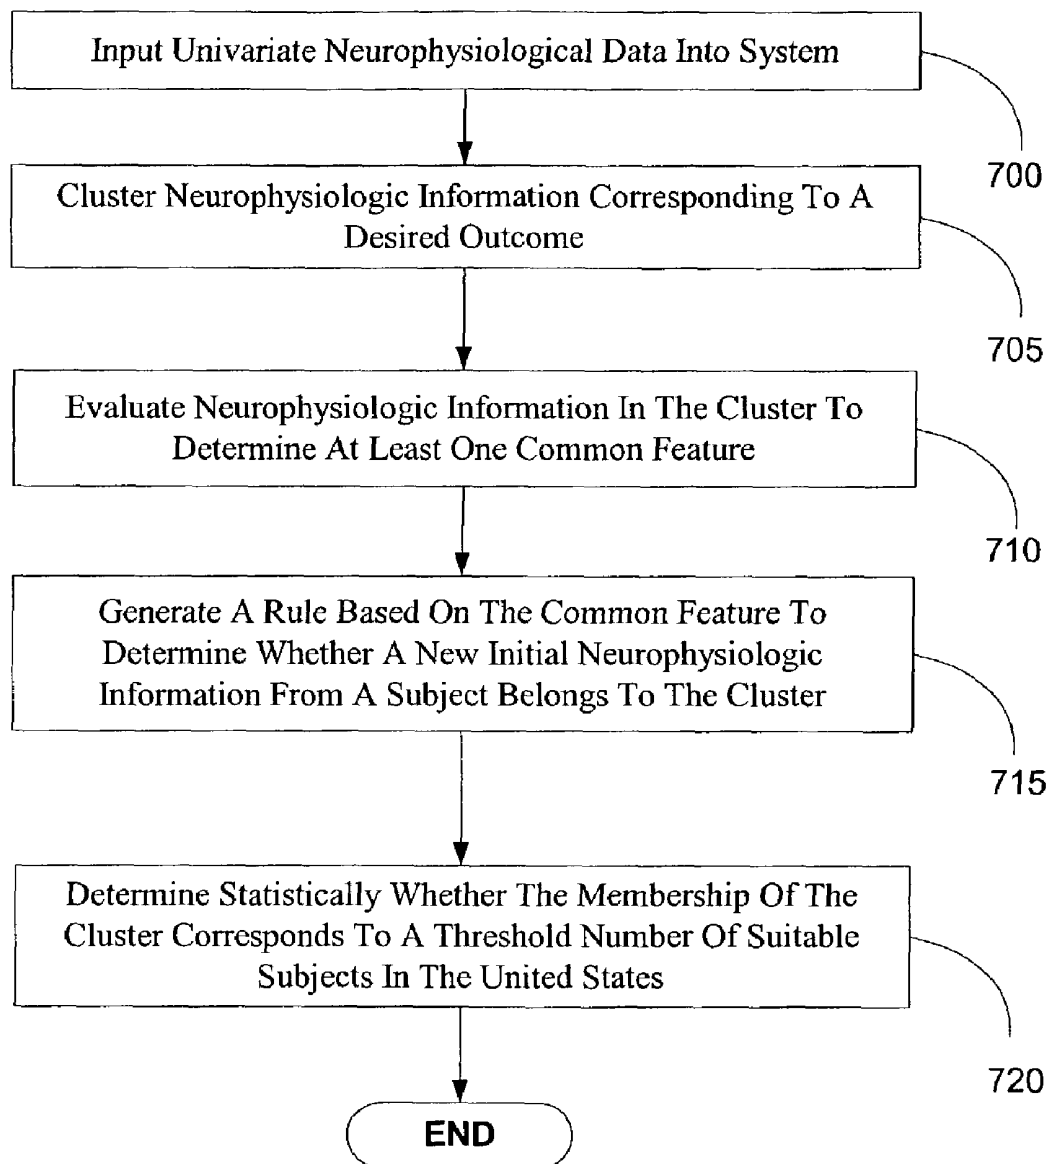 Input Univariate Neurophysiological Data Into System
700
Cluster Neurophysiologic Information Corresponding To A
Desired Outcome
705
Evaluate Neurophysiologic Information In The Cluster To
Determine At Least One Common Feature
710
Generate A Rule Based On The Common Feature To
Determine Whether A New Initial Neurophysiologic
Information From A Subject Belongs To The Cluster
715
Determine Statistically Whether The Membership Of The
Cluster Corresponds To A Threshold Number Of Suitable
Subjects In The United States
720
END